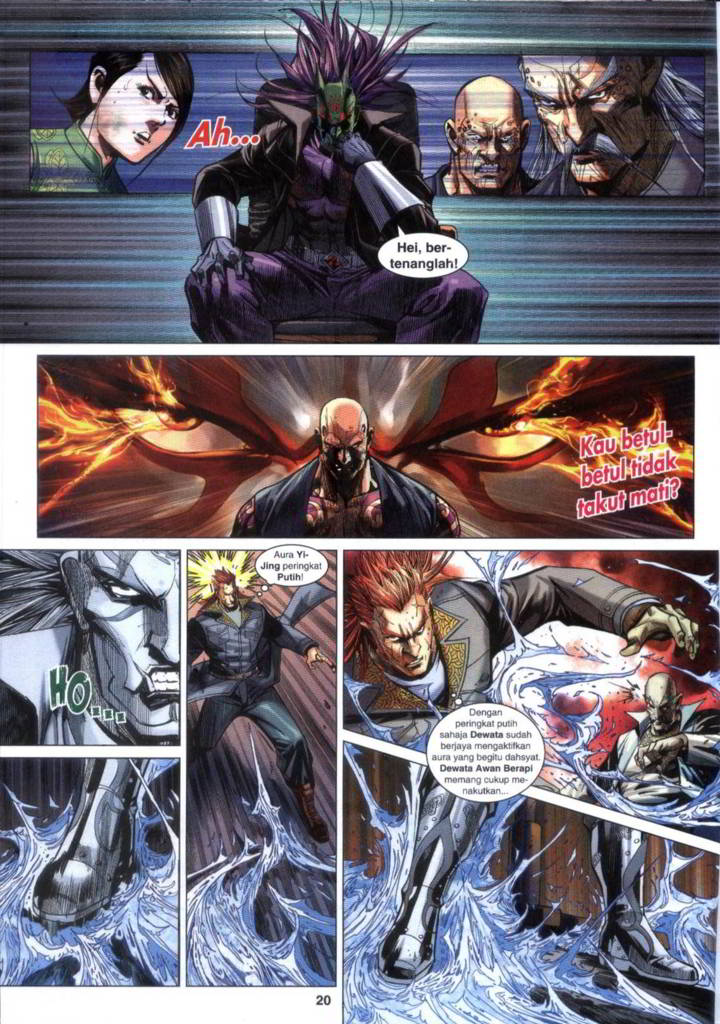 Ah...
Hei, ber-
tenanglah!
Kau betul-
betul tidak
takut mati?
HO...
Aura Yi-
Jing peringkat
Putih!
Dengan
peringkat putih
sahaja Dewata sudah
berjaya mengaktifkan
aura yang begitu dahsyat.
Dewata Awan Berapi
memang cukup me-
nakutkan...
20